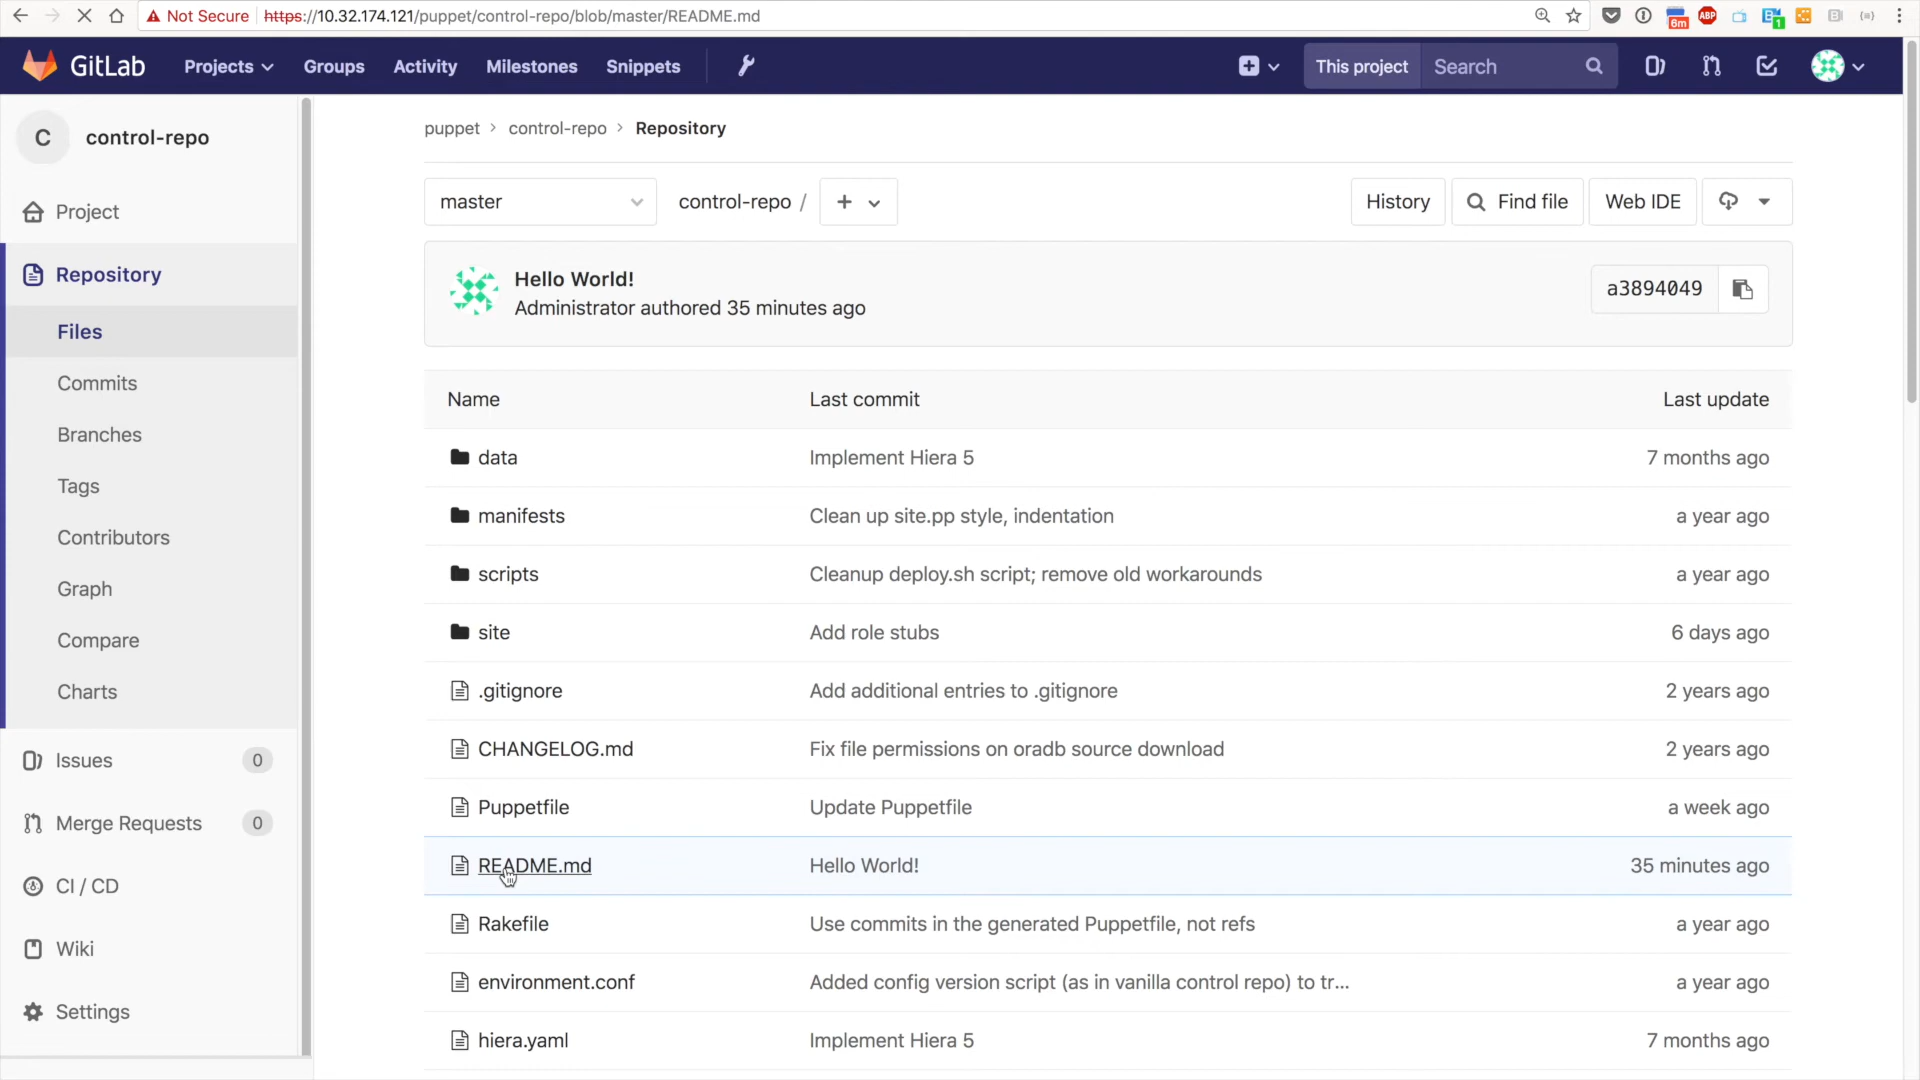 Not Secure https://10.32.174.121/puppet/control-repo/blob/master/README.md
ABP
6m
1
GitLab Projects Groups Activity Milestones Snippets This project Search
C control-repo
Project
Repository
Files
Commits
Branches
Tags
Contributors
Graph
Compare
Charts
Issues 0
Merge Requests 0
CI / CD
Wiki
Settings
puppet > control-repo > Repository
master control-repo / + History Find file Web IDE
Hello World!
Administrator authored 35 minutes ago
a3894049
Name Last commit Last update
data Implement Hiera 5 7 months ago
manifests Clean up site.pp style, indentation a year ago
scripts Cleanup deploy.sh script; remove old workarounds a year ago
site Add role stubs 6 days ago
.gitignore Add additional entries to .gitignore 2 years ago
CHANGELOG.md Fix file permissions on oradb source download 2 years ago
Puppetfile Update Puppetfile a week ago
README.md Hello World! 35 minutes ago
Rakefile Use commits in the generated Puppetfile, not refs a year ago
environment.conf Added config version script (as in vanilla control repo) to tr... a year ago
hiera.yaml Implement Hiera 5 7 months ago